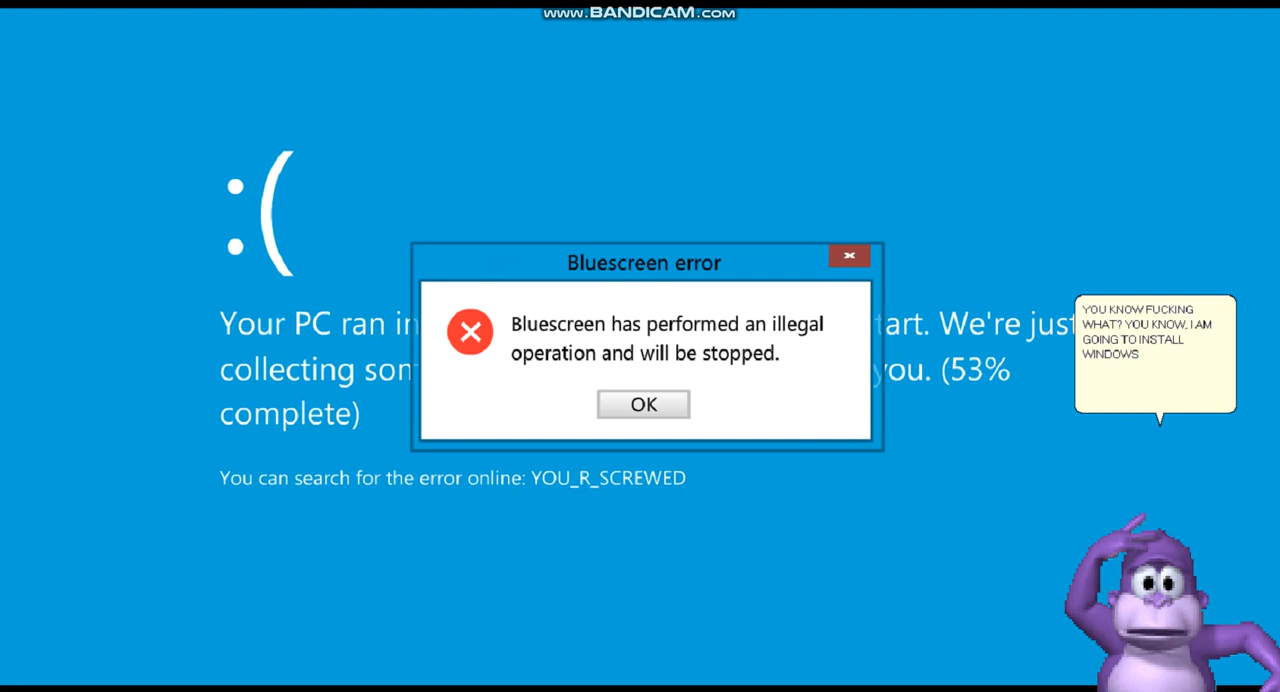 www.BANDICAM.COM
:(
Bluescreen error
Bluescreen has performed an illegal
operation and will be stopped.
OK
Your PC ran in
tart. We're just
collecting som
you. (53%
complete)
You can search for the error online: YOU_R_SCREWED
YOU KNOW FUCKING
WHAT? YOU KNOW, I AM
GOING TO INSTALL
WINDOWS